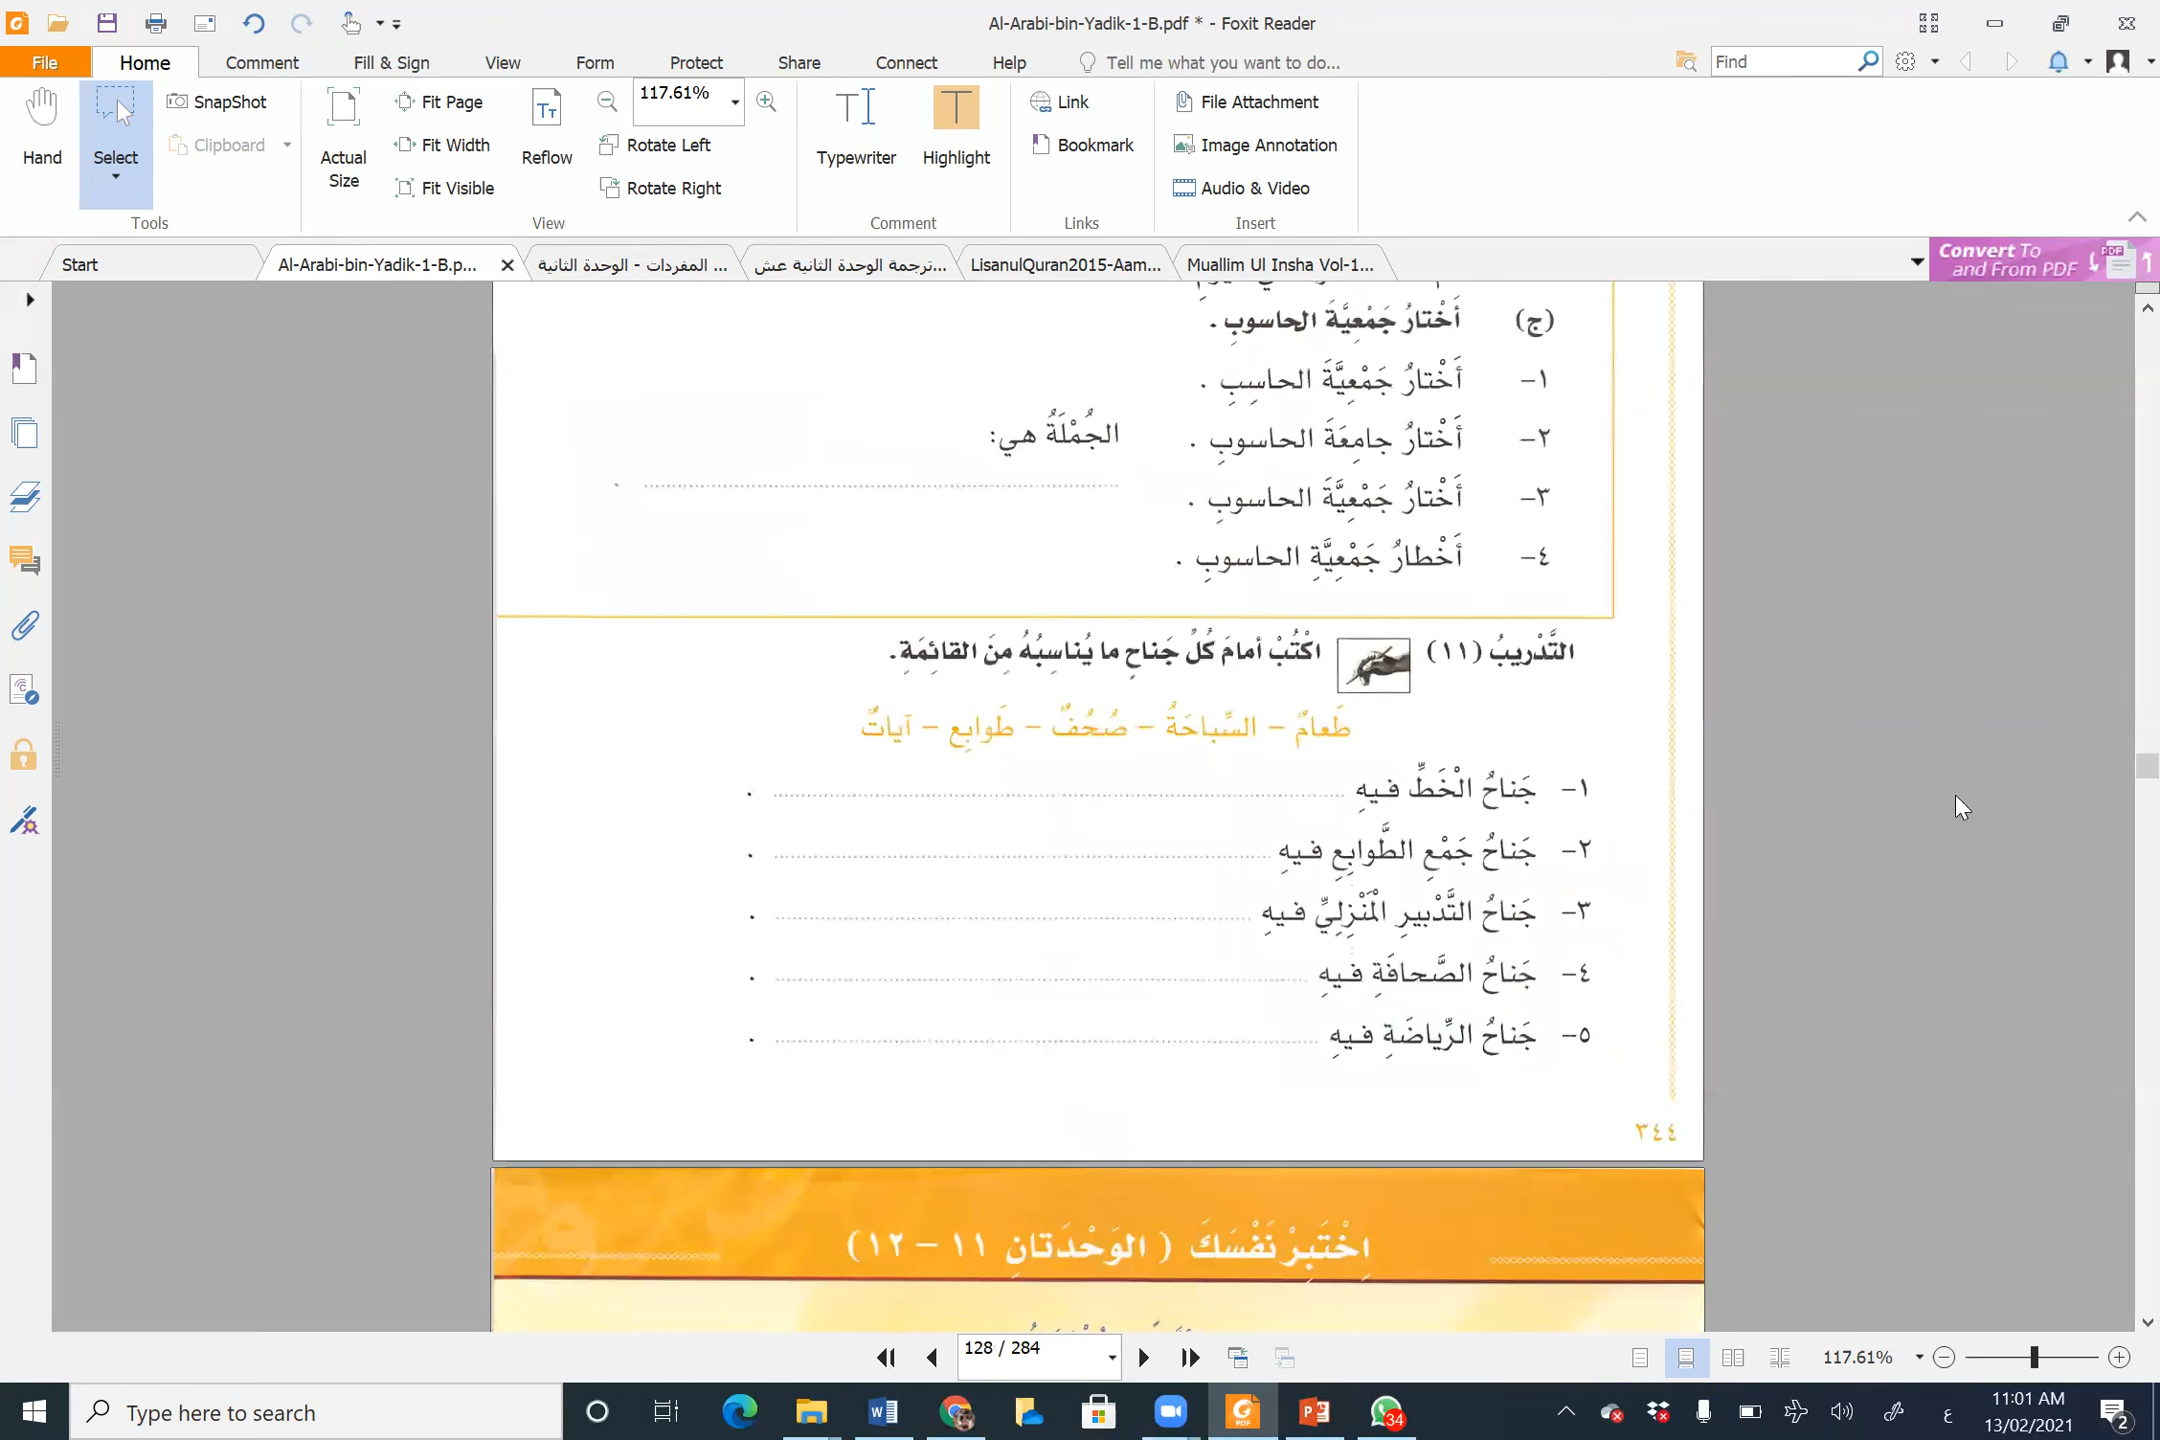 Al-Arabi-bin-Yadik-1-B.pdf * - Foxit Reader
File Home Comment Fill & Sign View Form Protect Share Connect Help Tell me what you want to do... Find
Hand
Select
SnapShot
Clipboard
Tools
Actual Size
Fit Page
Fit Width
Fit Visible
Reflow
117.61%
Rotate Left
Rotate Right
View
Typewriter
Highlight
Comment
Link
Bookmark
Links
File Attachment
Image Annotation
Audio & Video
Insert
Start
Al-Arabi-bin-Yadik-1-B.p...
المفردات - الوحدة الثانية ...
ترجمة الوحدة الثانية عش...
LisanulQuran2015-Aam...
Muallim Ul Insha Vol-1...
Convert To
and From PDF
(ج) أَخْتارُ جَمْعِيَّةَ الحاسوبِ .
١- أَخْتارُ جَمْعِيَّةَ الحاسِبِ .
٢- أَخْتارُ جامِعَةَ الحاسوبِ .
الجُمْلَةُ هي:
٣- أَخْتارُ جَمْعِيَّةَ الحاسوبِ .
٤- أَخْطارُ جَمْعِيَّةِ الحاسوبِ .
التَّدْريبُ (١١) اكْتُبْ أمامَ كُلِّ جَناحٍ ما يُناسِبُهُ مِنَ القائِمَةِ.
طَعامٌ – السِّباحَةُ – صُحُفٌ – طَوابِع – آياتٌ
١- جَناحُ الْخَطِّ فيهِ .
٢- جَناحُ جَمْعِ الطَّوابِعِ فيهِ .
٣- جَناحُ التَّدْبيرِ الْمَنْزِلِيِّ فيهِ .
٤- جَناحُ الصَّحافَةِ فيهِ .
٥- جَناحُ الرِّياضَةِ فيهِ .
٣٤٤
اِخْتَبِرْ نَفْسَكَ ( الوَحْدَتانِ ١١ – ١٢)
128 / 284
117.61%
Type here to search
34
ع
11:01 AM
13/02/2021
2